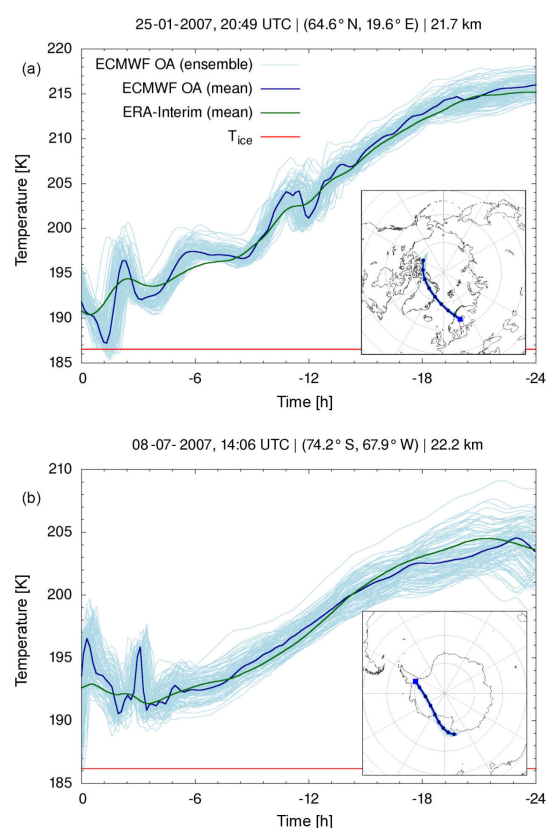 25-01-2007, 20:49 UTC | (64.6° N, 19.6° E) | 21.7 km
(a)
220
215
210
205
200
195
190
185
Temperature [K]
ECMWF OA (ensemble)
ECMWF OA (mean)
ERA-Interim (mean)
Tice
0 -6 -12 -18 -24
Time [h]
08-07-2007, 14:06 UTC | (74.2° S, 67.9° W) | 22.2 km
(b)
210
205
200
195
190
185
Temperature [K]
0 -6 -12 -18 -24
Time [h]